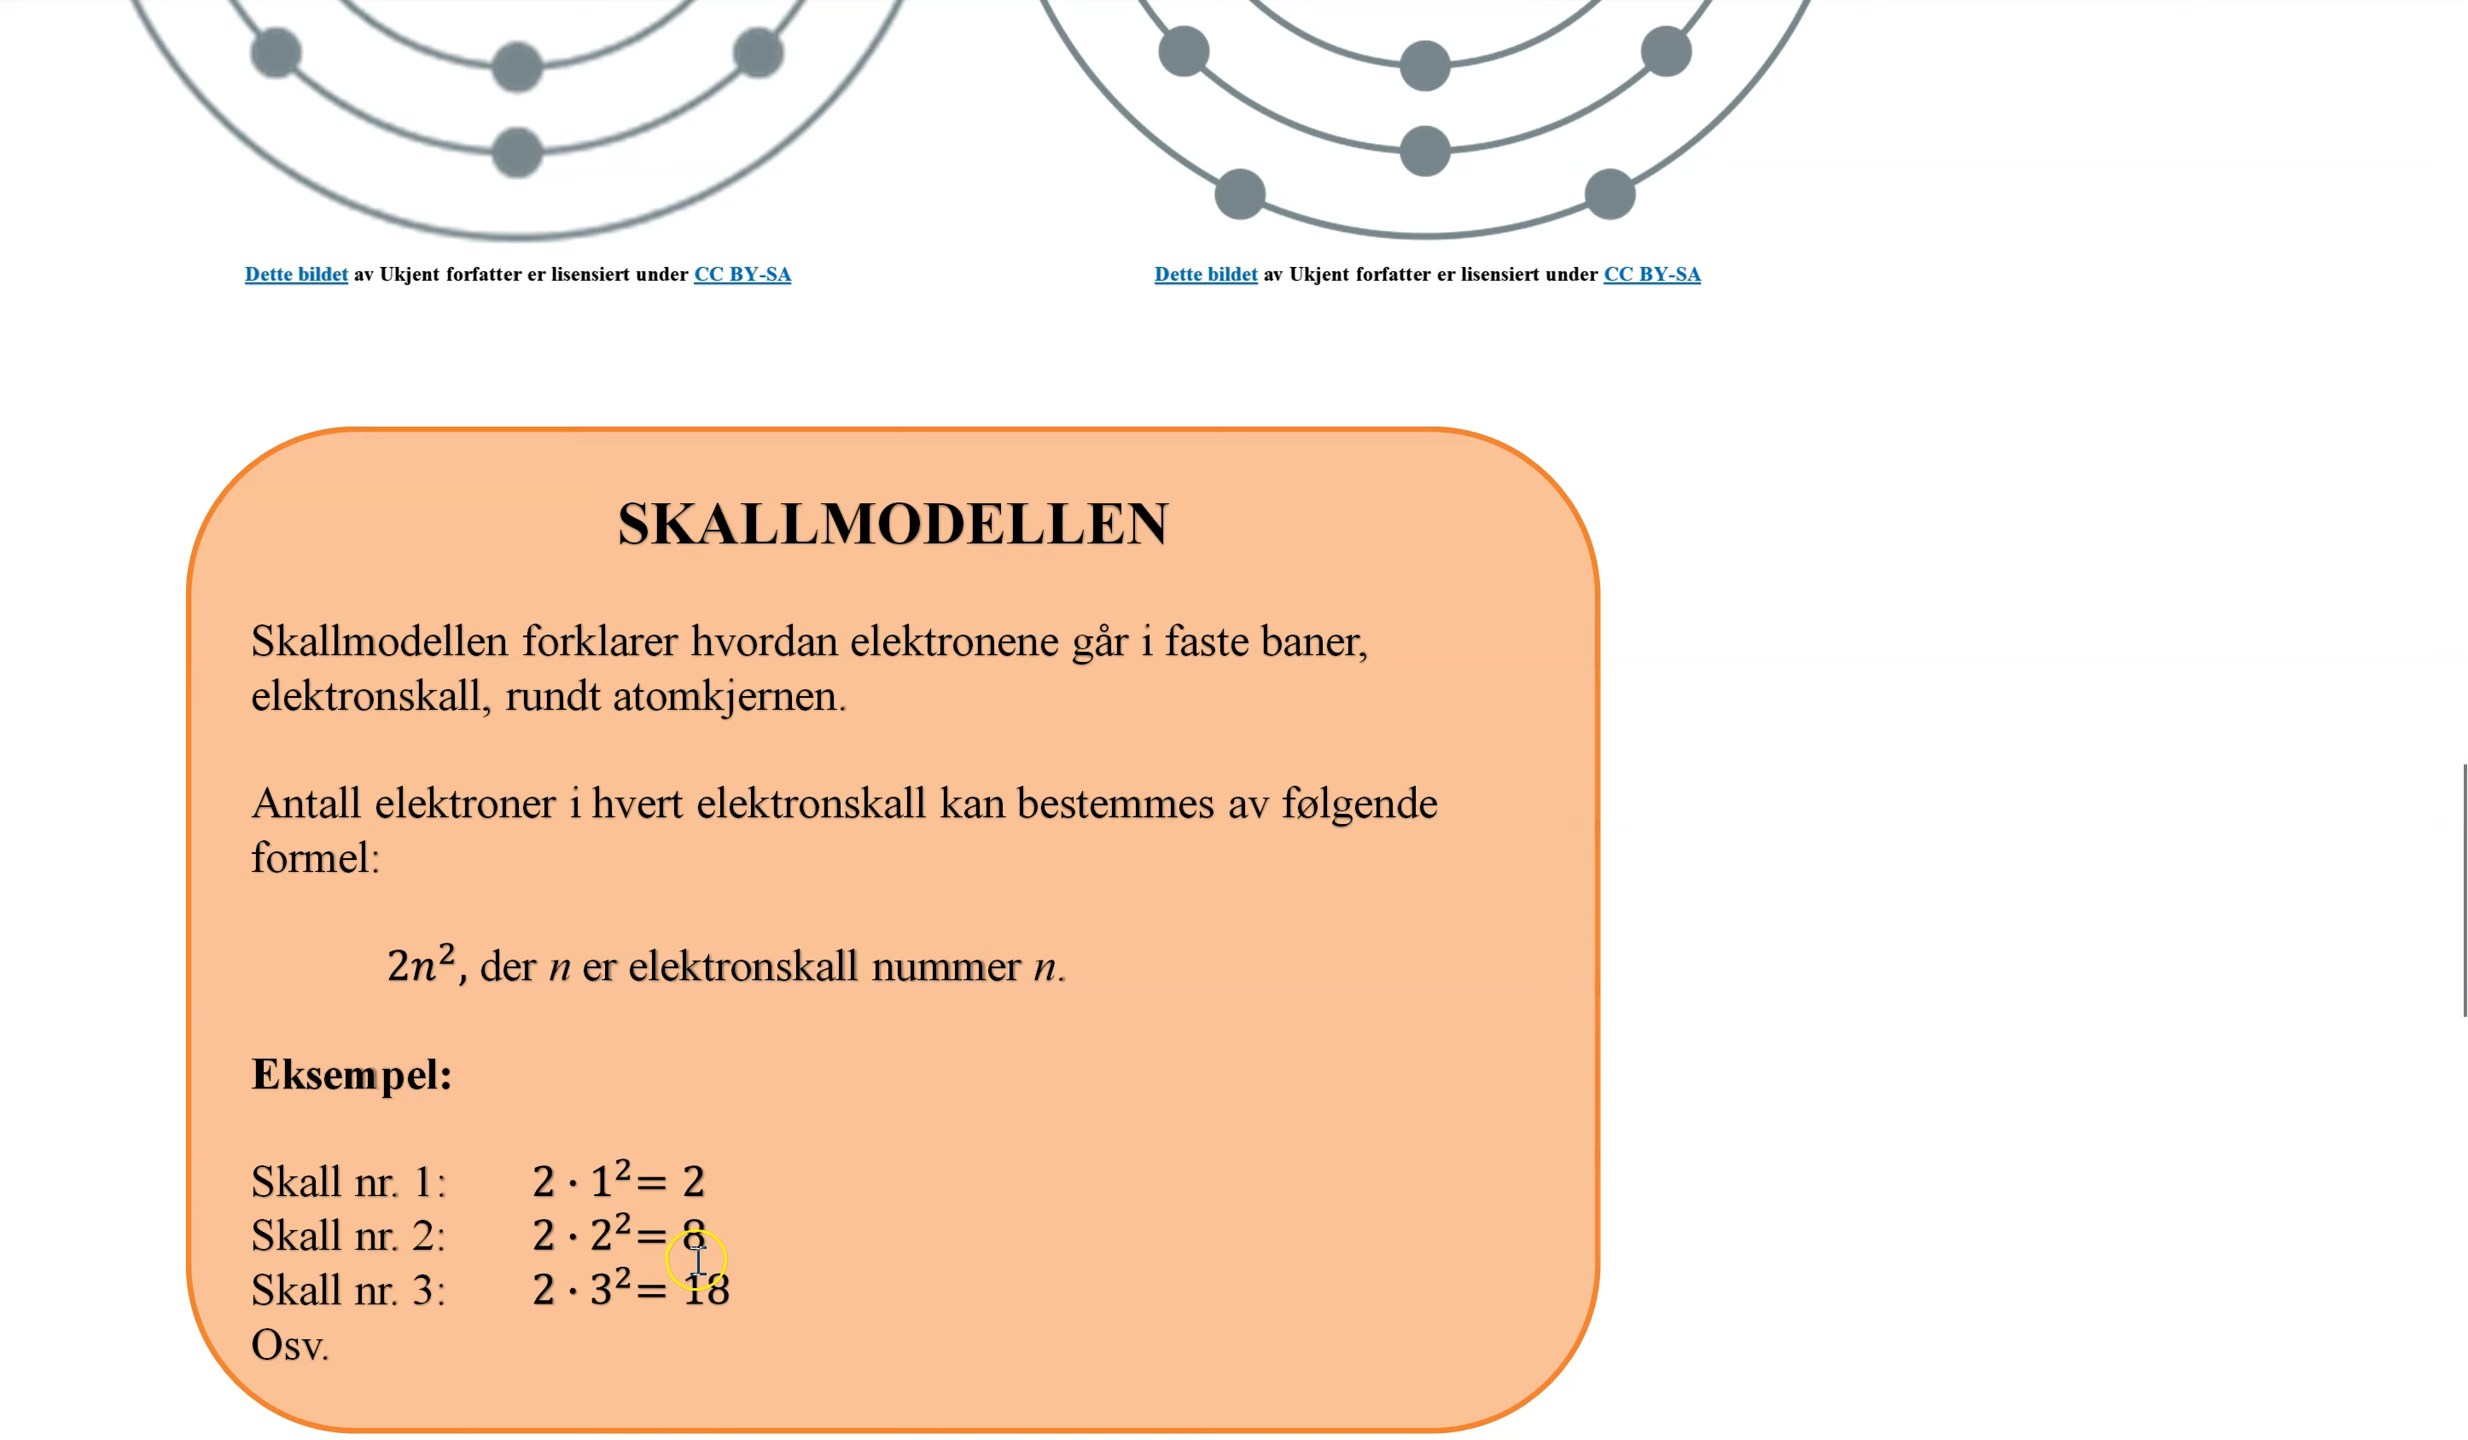 Dette bildet av Ukjent forfatter er lisensiert under CC BY-SA
Dette bildet av Ukjent forfatter er lisensiert under CC BY-SA
SKALLMODELLEN
Skallmodellen forklarer hvordan elektronene går i faste baner,
elektronskall, rundt atomkjernen.
Antall elektroner i hvert elektronskall kan bestemmes av følgende
formel:
2n², der n er elektronskall nummer n.
Eksempel:
Skall nr. 1: 2 · 1² = 2
Skall nr. 2: 2 · 2² = 8
Skall nr. 3: 2 · 3² = 18
Osv.